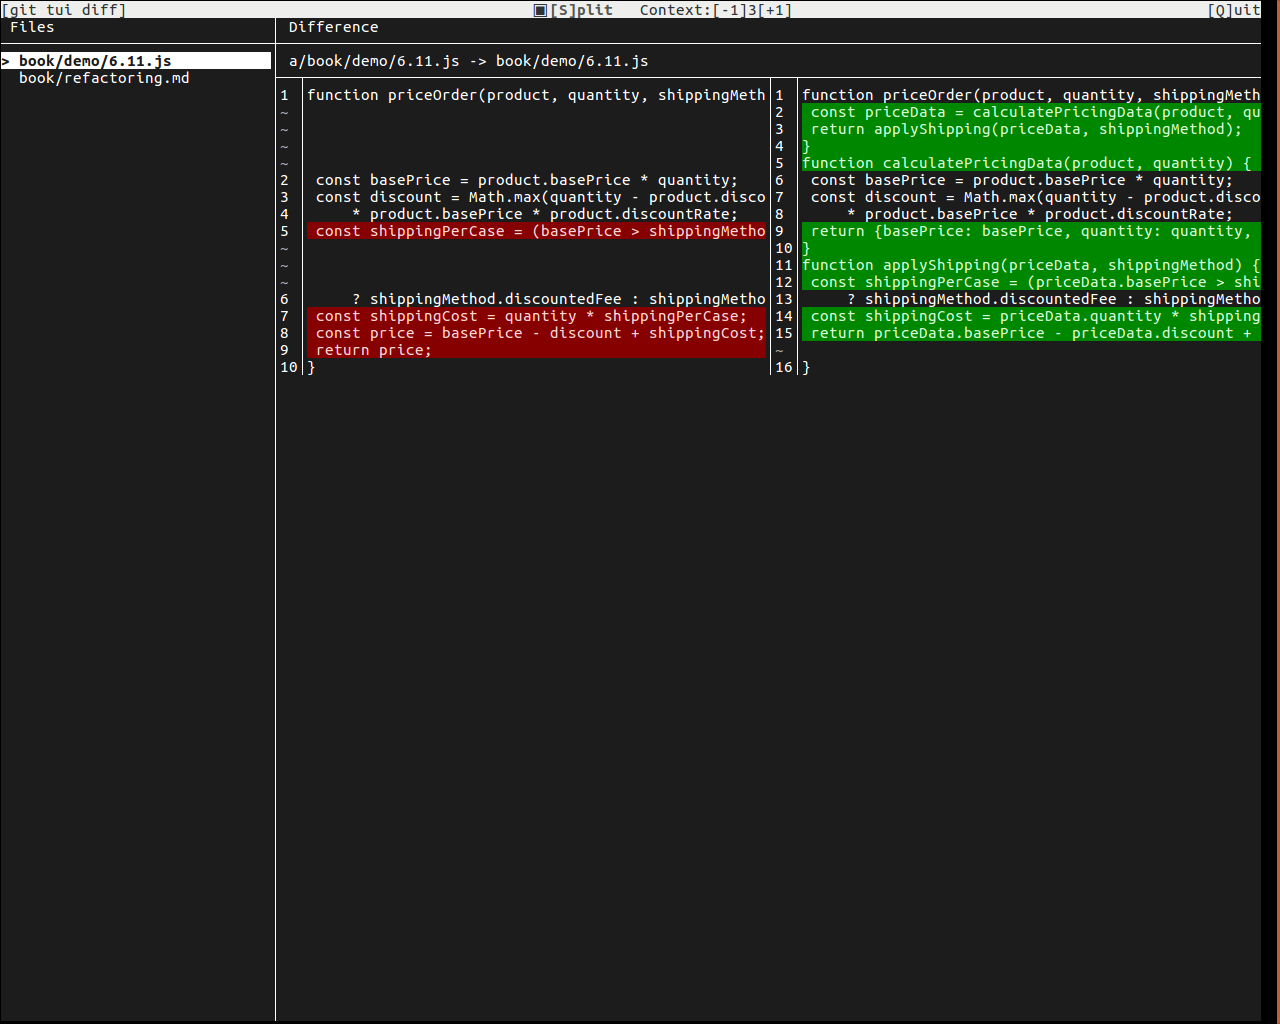 [git tui diff] ▣[S]plit Context:[-1]3[+1] [Q]uit
Files
> book/demo/6.11.js
book/refactoring.md
Difference
a/book/demo/6.11.js -> book/demo/6.11.js
1 function priceOrder(product, quantity, shippingMeth
~
~
~
~
2 const basePrice = product.basePrice * quantity;
3 const discount = Math.max(quantity - product.disco
4 * product.basePrice * product.discountRate;
5 const shippingPerCase = (basePrice > shippingMetho
~
~
~
6 ? shippingMethod.discountedFee : shippingMetho
7 const shippingCost = quantity * shippingPerCase;
8 const price = basePrice - discount + shippingCost;
9 return price;
10 }
1 function priceOrder(product, quantity, shippingMeth
2 const priceData = calculatePricingData(product, qu
3 return applyShipping(priceData, shippingMethod);
4 }
5 function calculatePricingData(product, quantity) {
6 const basePrice = product.basePrice * quantity;
7 const discount = Math.max(quantity - product.disco
8 * product.basePrice * product.discountRate;
9 return {basePrice: basePrice, quantity: quantity,
10 }
11 function applyShipping(priceData, shippingMethod) {
12 const shippingPerCase = (priceData.basePrice > shi
13 ? shippingMethod.discountedFee : shippingMetho
14 const shippingCost = priceData.quantity * shipping
15 return priceData.basePrice - priceData.discount +
~
16 }